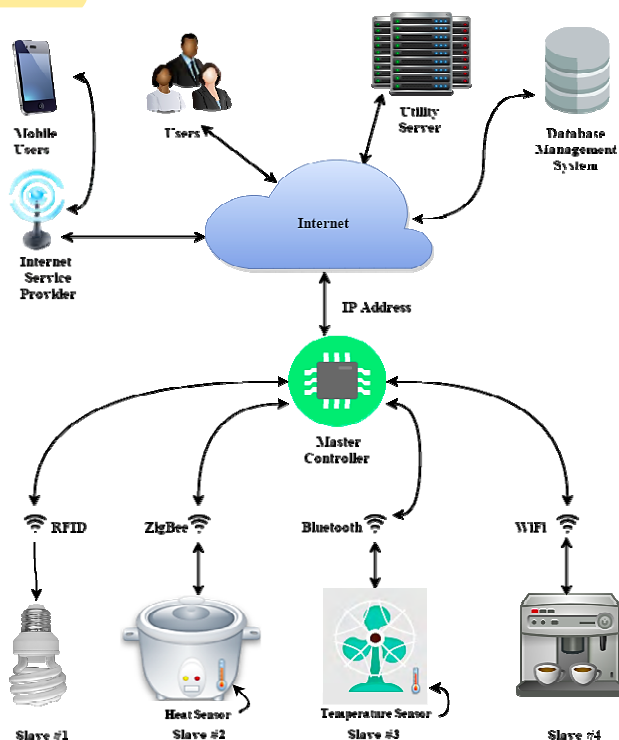 Mobile
Users
Users
Utility
Server
Database
Management
System
Internet
Internet
Service
Provider
IP Address
Master
Controller
RFID
ZigBee
Bluetooth
WiFi
Heat Sensor
Temperature Sensor
Slave #1
Slave #2
Slave #3
Slave #4